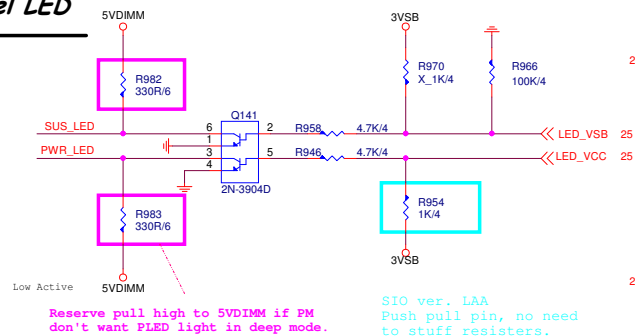 el LED
5VDIMM
3VSB
2
R982
330R/6
R970
X_1K/4
R966
100K/4
Q141
SUS_LED
6
2
R958
4.7K/4
LED_VSB
25
1
PWR_LED
3
5
R946
4.7K/4
LED_VCC
25
4
2N-3904D
R983
330R/6
R954
1K/4
3VSB
Low Active
5VDIMM
2
Reserve pull high to 5VDIMM if PM
don't want PLED light in deep mode.
SIO ver. LAA
Push pull pin, no need
to stuff resisters.